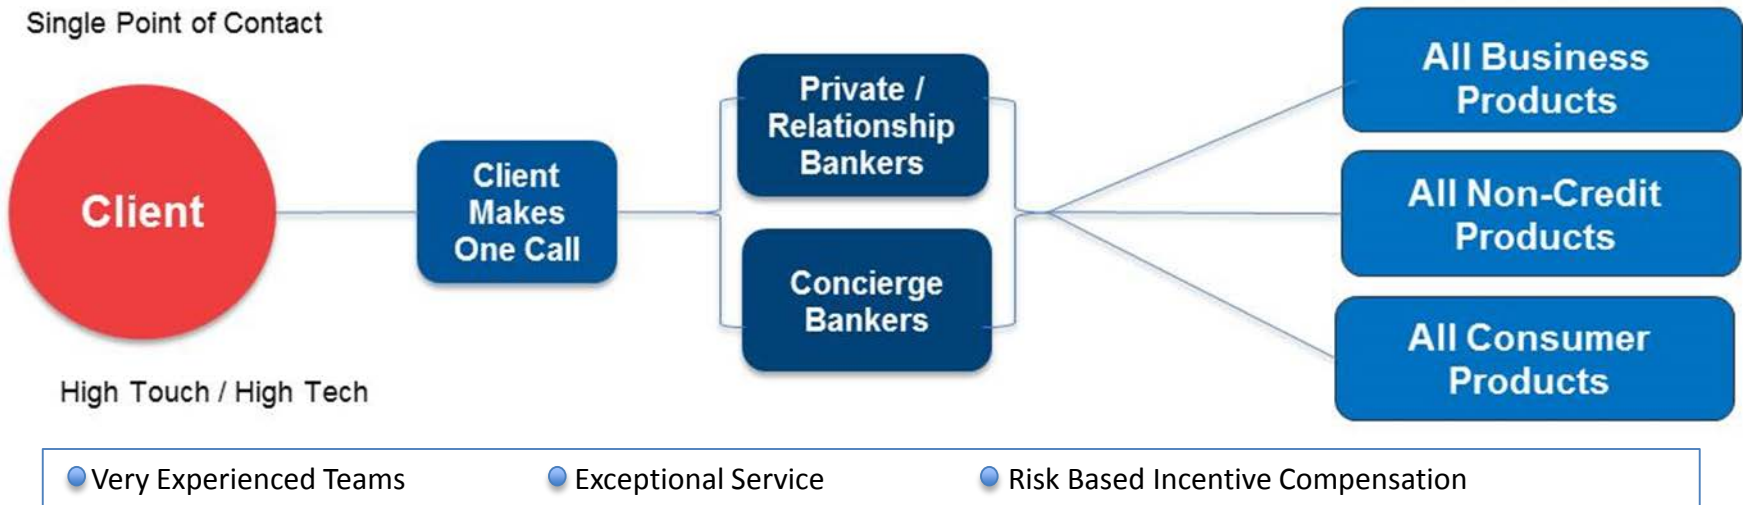 Single Point of Contact
Client
High Touch / High Tech
Client
Makes
One Call
Private /
Relationship
Bankers
Concierge
Bankers
All Business
Products
All Non-Credit
Products
All Consumer
Products
Very Experienced Teams
Exceptional Service
Risk Based Incentive Compensation